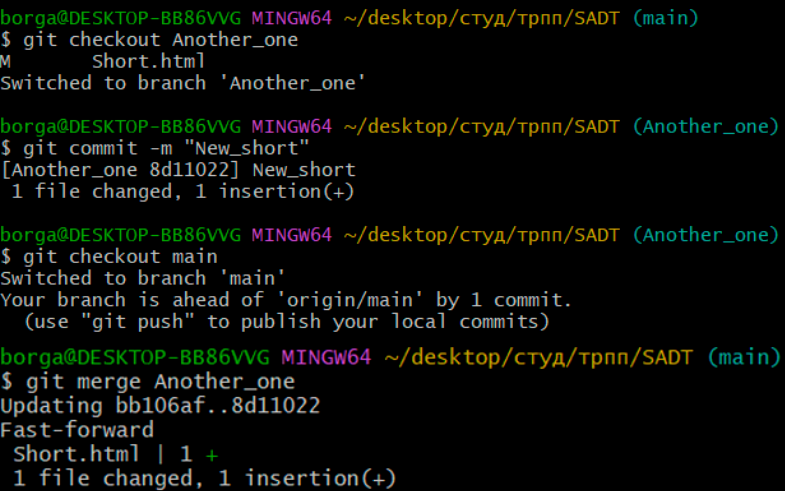 borga@DESKTOP-BB86VVG MINGW64 ~/desktop/студ/трпп/SADT (main)
$ git checkout Another_one
M       Short.html
Switched to branch 'Another_one'
borga@DESKTOP-BB86VVG MINGW64 ~/desktop/студ/трпп/SADT (Another_one)
$ git commit -m "New_short"
[Another_one 8d11022] New_short
 1 file changed, 1 insertion(+)
borga@DESKTOP-BB86VVG MINGW64 ~/desktop/студ/трпп/SADT (Another_one)
$ git checkout main
Switched to branch 'main'
Your branch is ahead of 'origin/main' by 1 commit.
  (use "git push" to publish your local commits)
borga@DESKTOP-BB86VVG MINGW64 ~/desktop/студ/трпп/SADT (main)
$ git merge Another_one
Updating bb106af..8d11022
Fast-forward
 Short.html | 1 +
 1 file changed, 1 insertion(+)